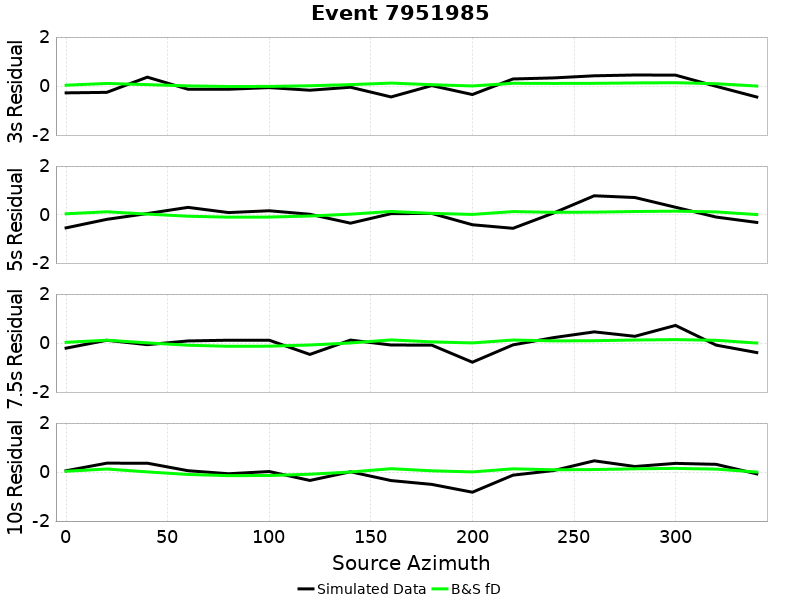 Event 7951985
3s Residual
2
0
-2
5s Residual
2
0
-2
7.5s Residual
2
0
-2
10s Residual
2
0
-2
0 50 100 150 200 250 300
Source Azimuth
Simulated Data B&S fD